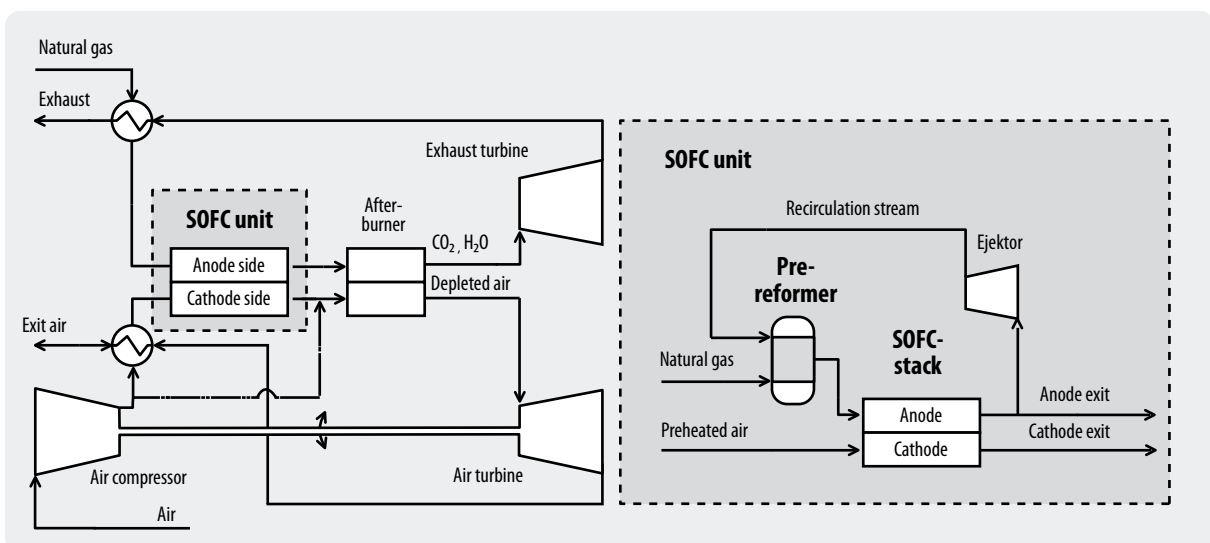 Natural gas
Exhaust
Exhaust turbine
SOFC unit
After-
burner
CO₂ , H₂O
Anode side
Cathode side
Depleted air
Exit air
Air compressor
Air turbine
Air
SOFC unit
Recirculation stream
Ejektor
Pre-
reformer
SOFC-
stack
Natural gas
Anode exit
Anode
Preheated air
Cathode exit
Cathode